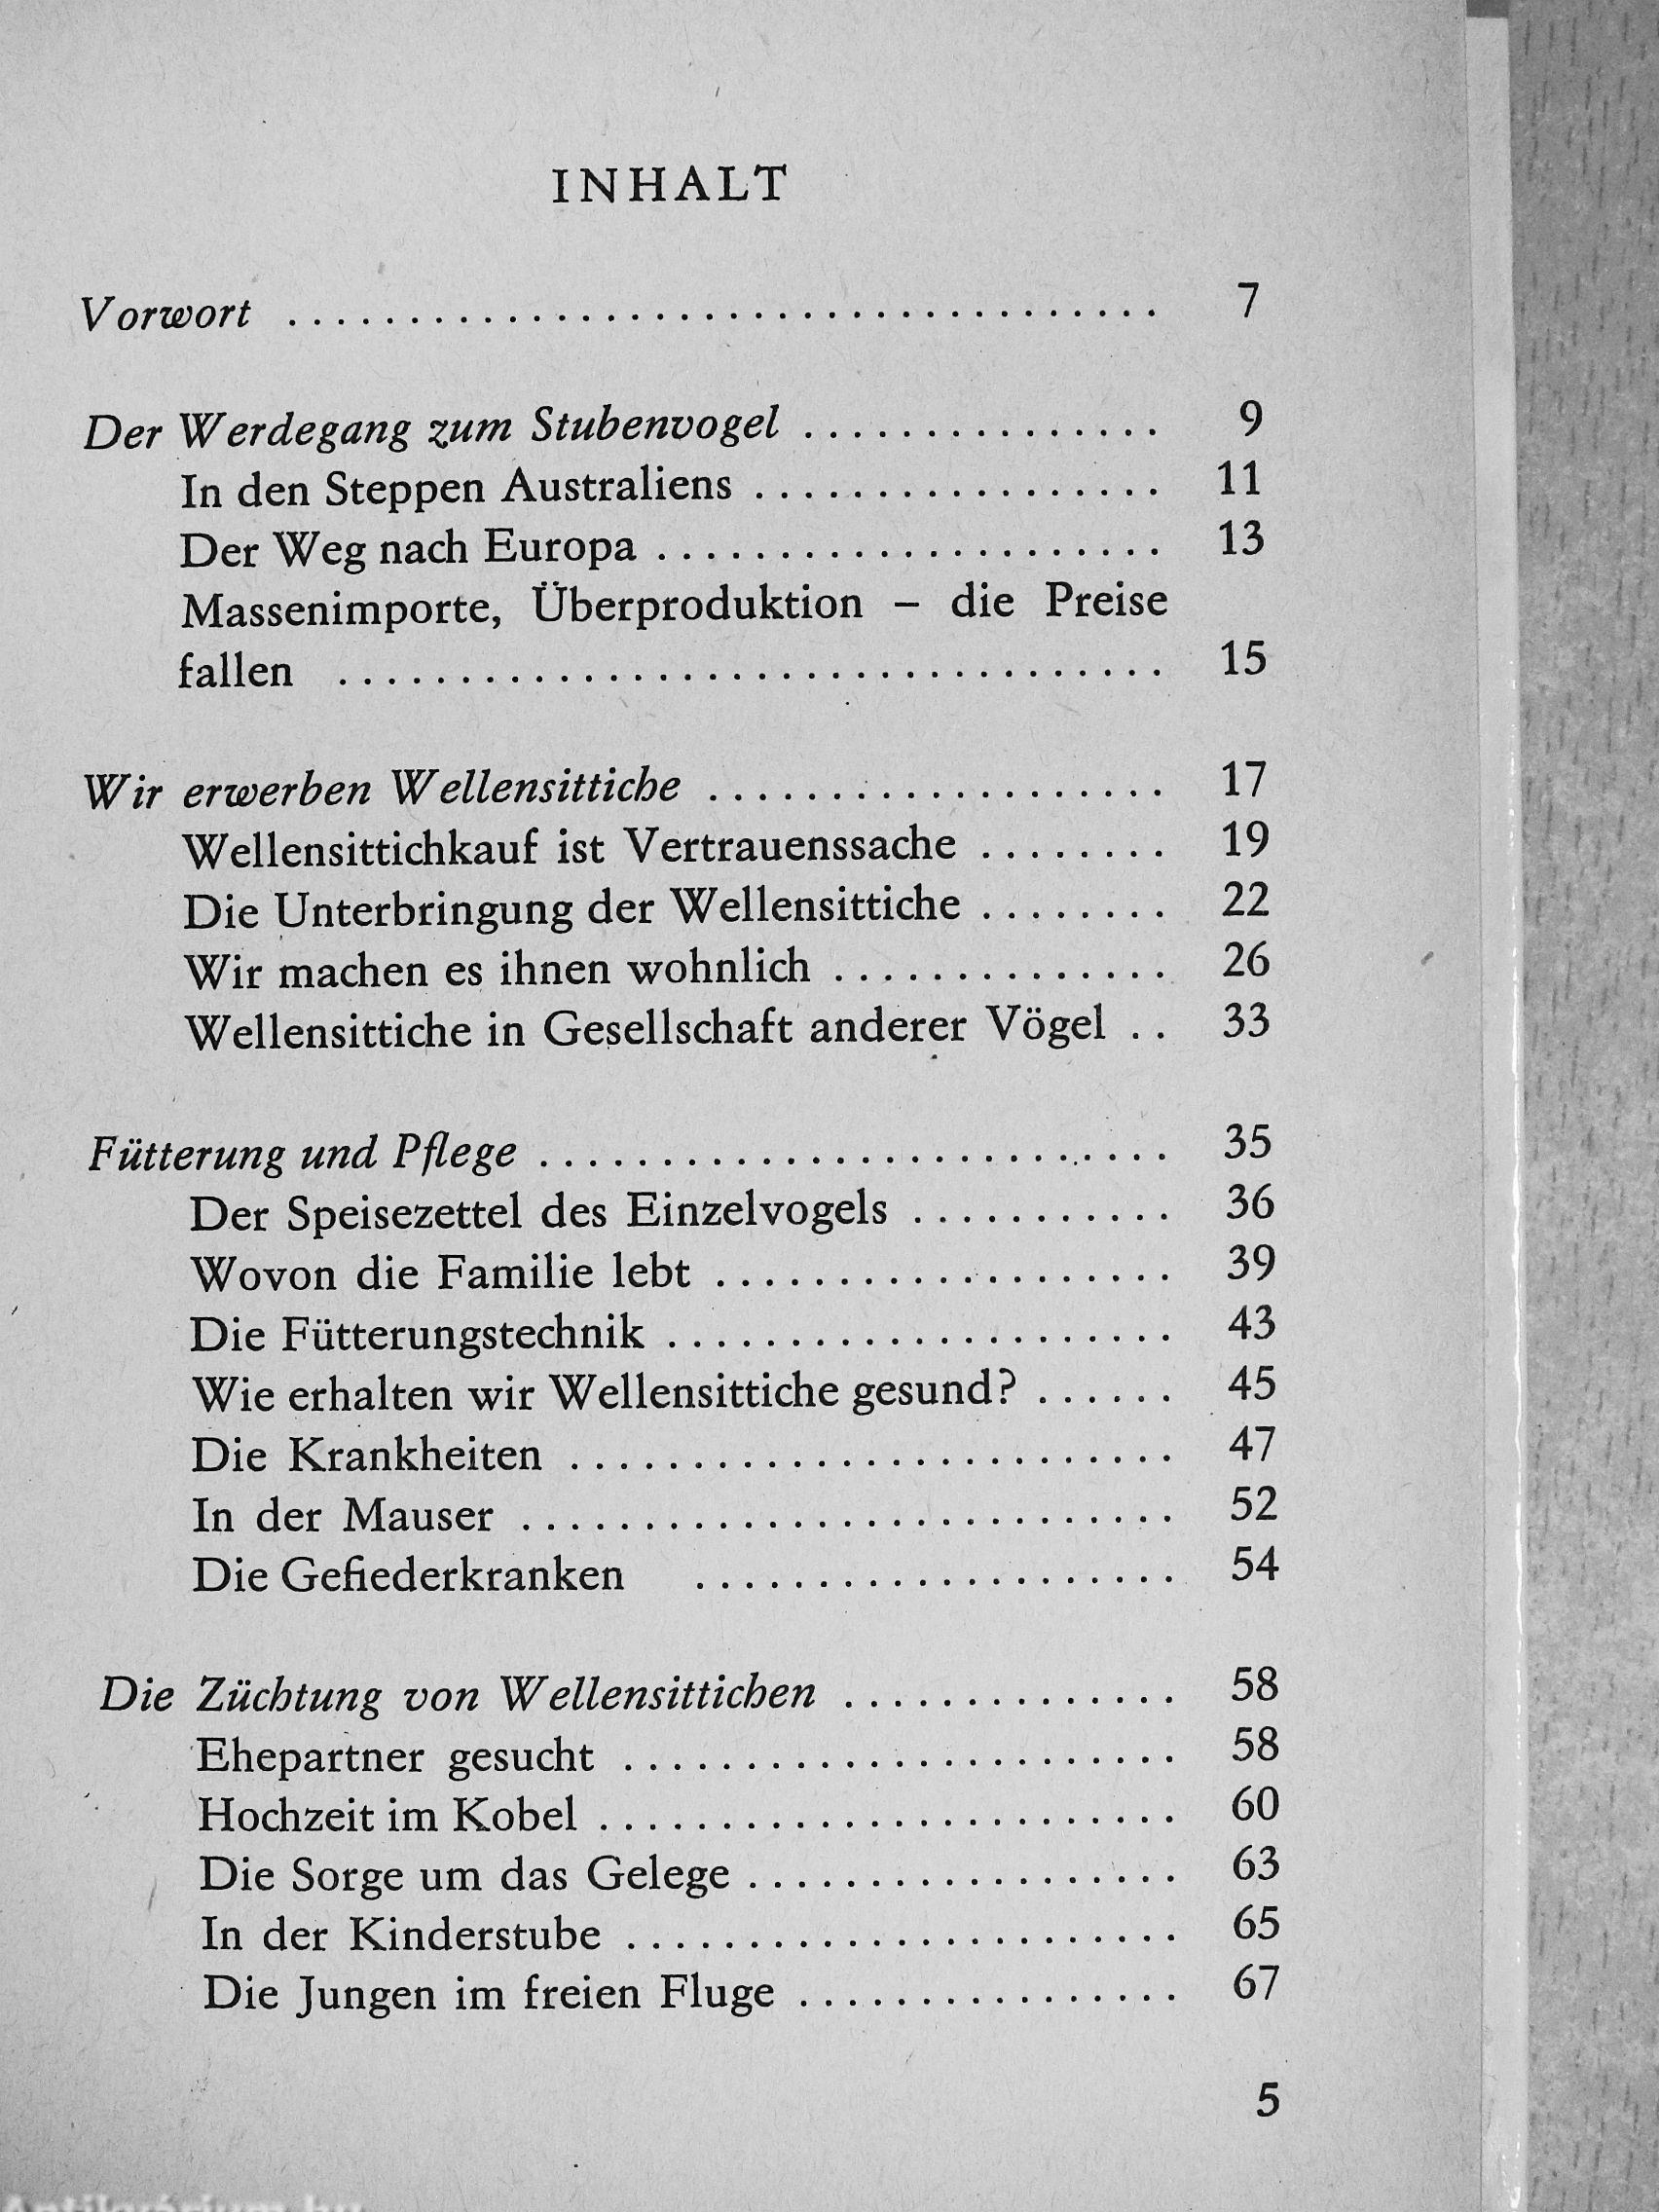 INHALT
Vorwort .................................... 7
Der Werdegang zum Stubenvogel ............... 9
In den Steppen Australiens ................. 11
Der Weg nach Europa ..................... 13
Massenimporte, Überproduktion – die Preise
fallen .................................. 15
Wir erwerben Wellensittiche ................... 17
Wellensittichkauf ist Vertrauenssache ........ 19
Die Unterbringung der Wellensittiche ........ 22
Wir machen es ihnen wohnlich .............. 26
Wellensittiche in Gesellschaft anderer Vögel .. 33
Fütterung und Pflege .......................... 35
Der Speisezettel des Einzelvogels ........... 36
Wovon die Familie lebt ................... 39
Die Fütterungstechnik ..................... 43
Wie erhalten wir Wellensittiche gesund? ...... 45
Die Krankheiten ......................... 47
In der Mauser ........................... 52
Die Gefiederkranken .................... 54
Die Züchtung von Wellensittichen .............. 58
Ehepartner gesucht ....................... 58
Hochzeit im Kobel ........................ 60
Die Sorge um das Gelege .................. 63
In der Kinderstube ....................... 65
Die Jungen im freien Fluge ................ 67
5
Antikvárium.hu